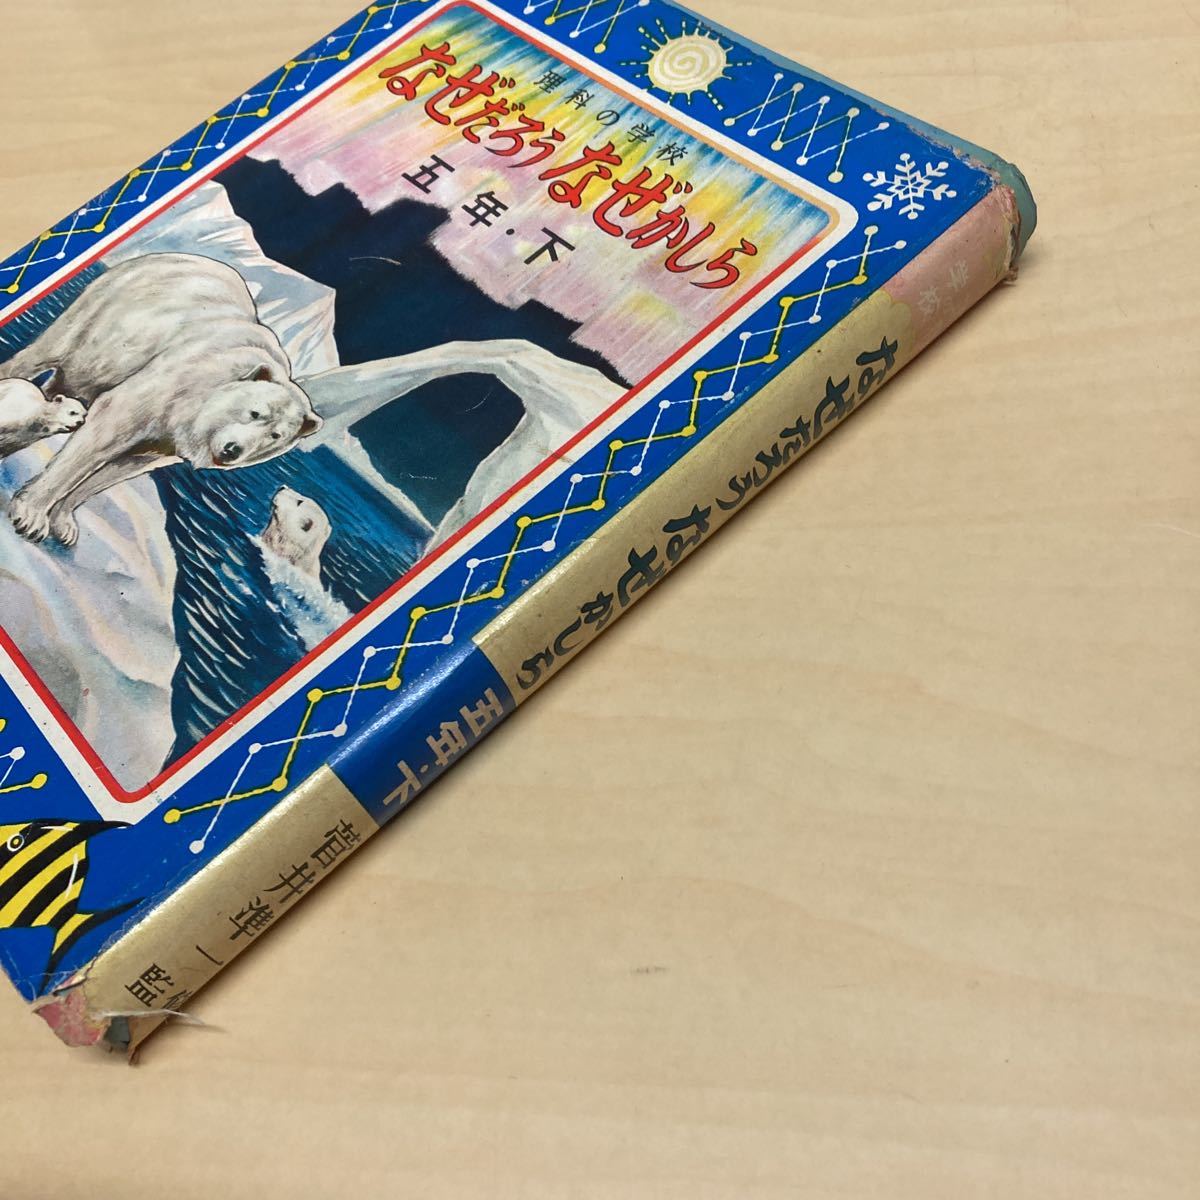 理科の学校
なぜだろうなぜかしら
五年・下
学校
なぜだろう なぜかしら
五年・下
菅井準一
監修